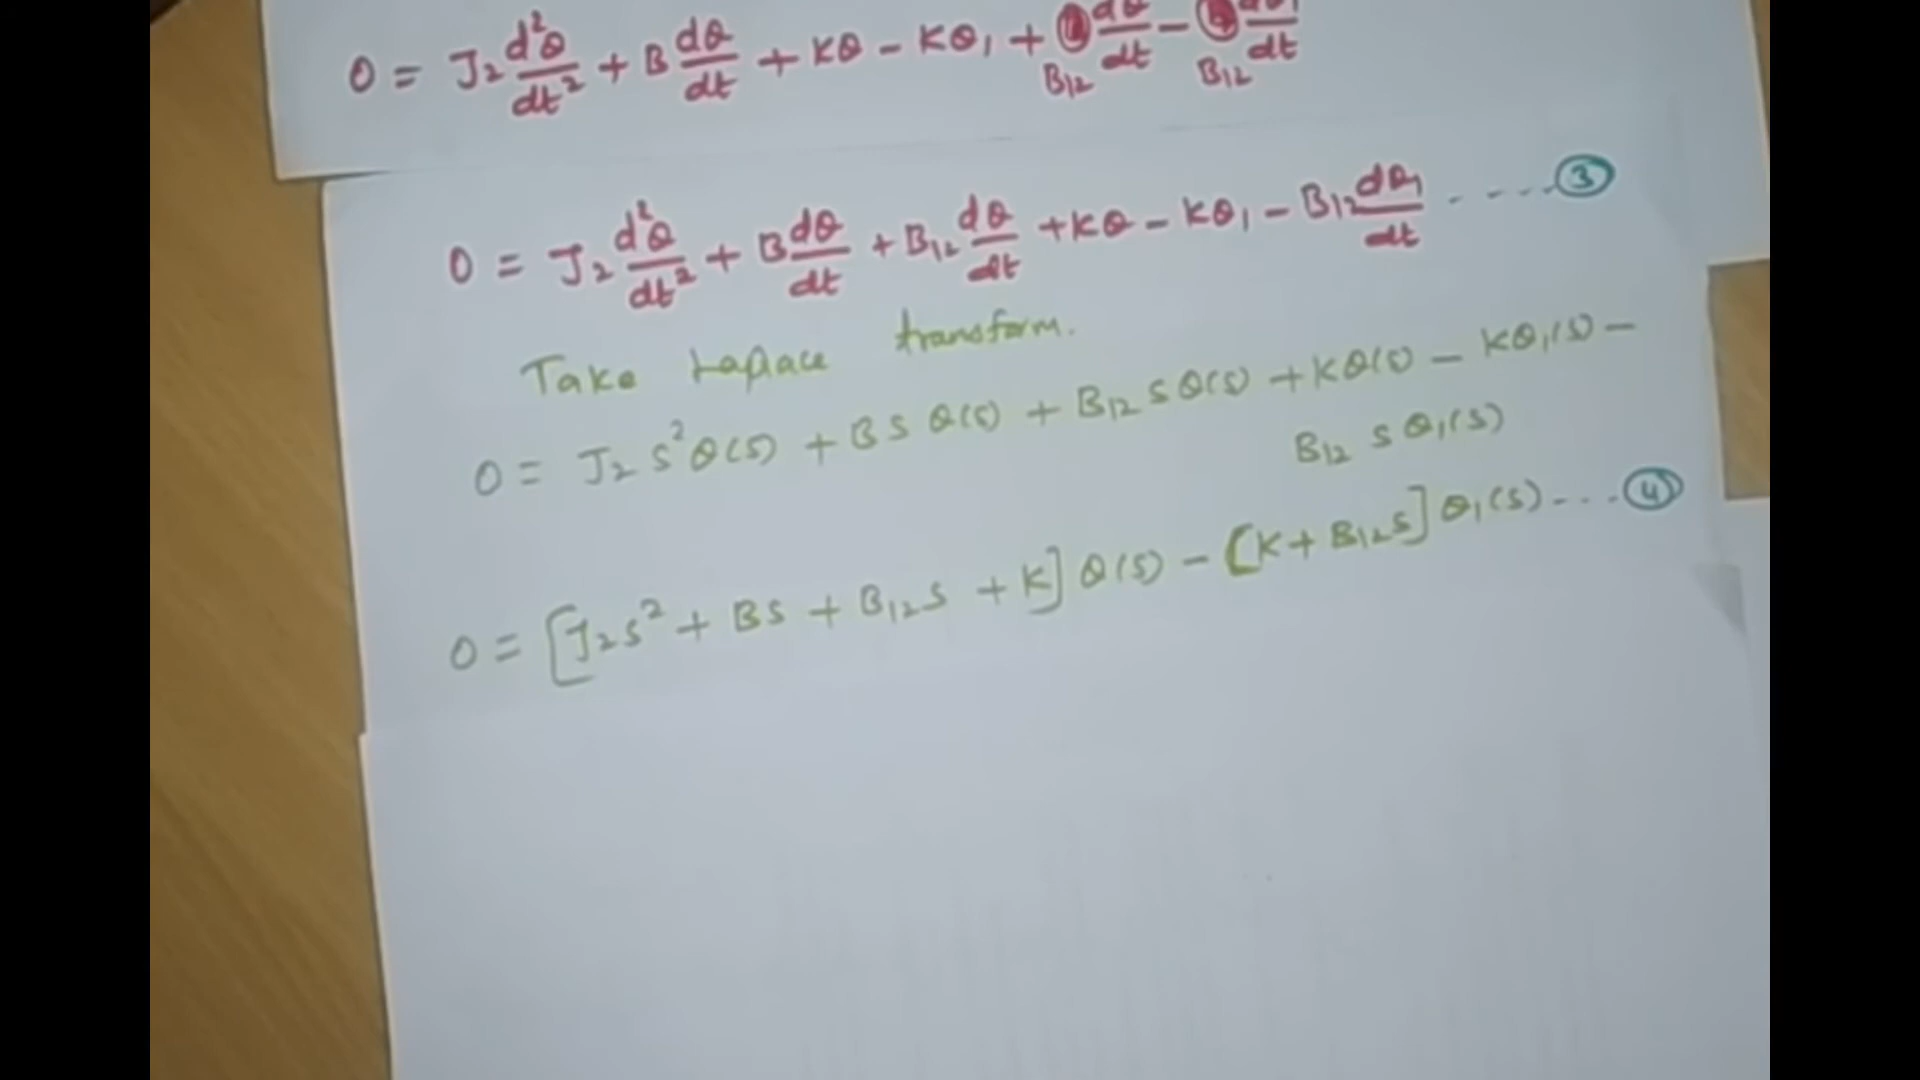 0 = J₂ d²θ/dt² + B dθ/dt + Kθ - Kθ₁ + B₁₂ dθ/dt - B₁₂ dθ₁/dt
0 = J₂ d²θ/dt² + B dθ/dt + B₁₂ dθ/dt + Kθ - Kθ₁ - B₁₂ dθ₁/dt ----- ③
Take Laplace transform.
0 = J₂ s²θ(s) + B s θ(s) + B₁₂ s θ(s) + Kθ(s) - Kθ₁(s) -
B₁₂ s θ₁(s)
0 = [J₂s² + Bs + B₁₂s + K] θ(s) - [K + B₁₂s] θ₁(s) --- ④